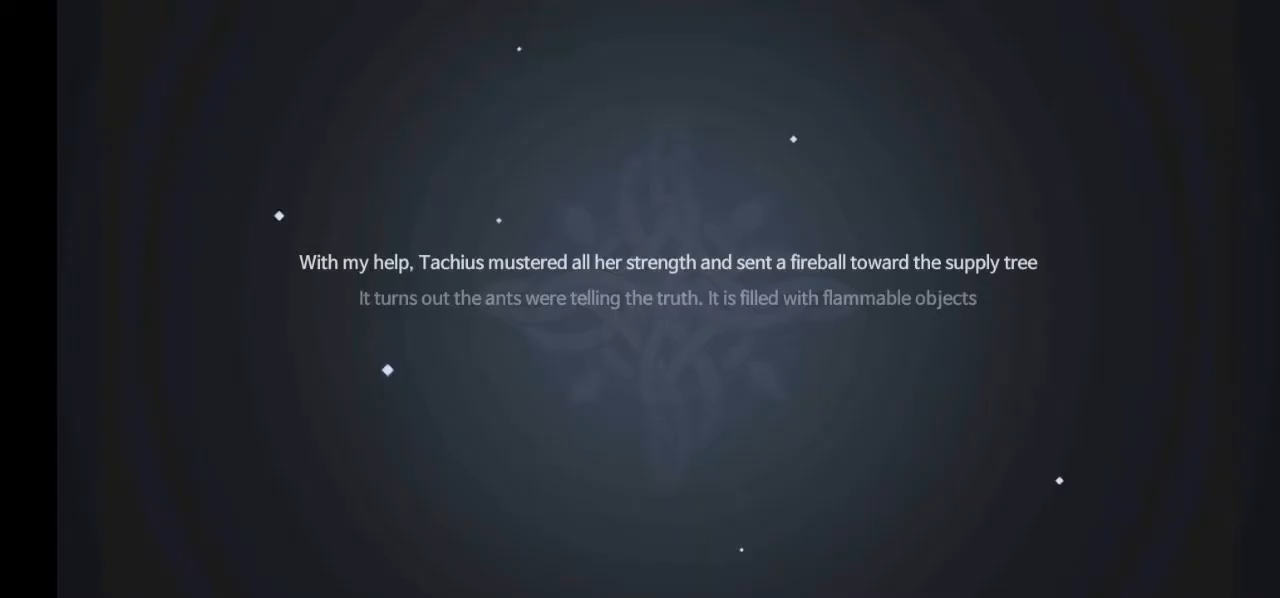 With my help, Tachius mustered all her strength and sent a fireball toward the supply tree
It turns out the ants were telling the truth. It is filled with flammable objects